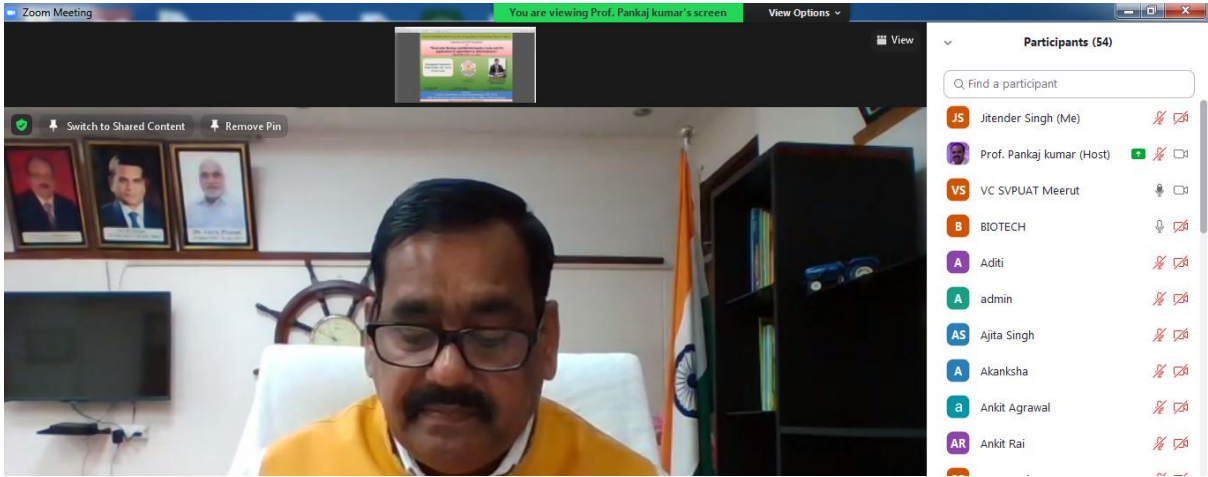 Zoom Meeting
You are viewing Prof. Pankaj kumar's screen
View Options
View
Switch to Shared Content
Remove Pin
Participants (54)
Find a participant
JS Jitender Singh (Me)
Prof. Pankaj kumar (Host)
VS VC SVPUAT Meerut
B BIOTECH
A Aditi
A admin
AS Ajita Singh
A Akanksha
a Ankit Agrawal
AR Ankit Rai